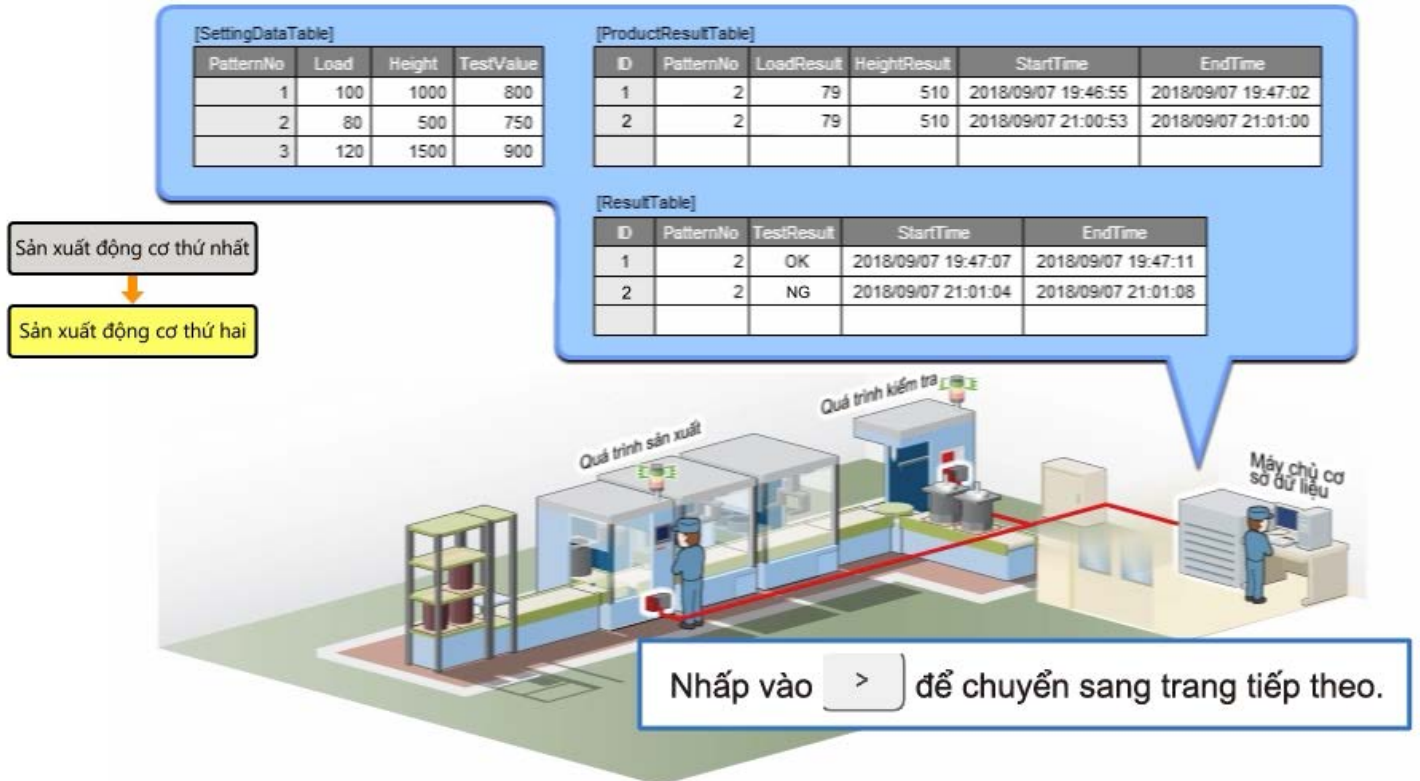 [SettingDataTable]
PatternNo Load Height TestValue
1 100 1000 800
2 80 500 750
3 120 1500 900
[ProductResultTable]
ID PatternNo LoadResult HeightResult StartTime EndTime
1 2 79 510 2018/09/07 19:46:55 2018/09/07 19:47:02
2 2 79 510 2018/09/07 21:00:53 2018/09/07 21:01:00
[ResultTable]
ID PatternNo TestResult StartTime EndTime
1 2 OK 2018/09/07 19:47:07 2018/09/07 19:47:11
2 2 NG 2018/09/07 21:01:04 2018/09/07 21:01:08
Sản xuất động cơ thứ nhất
Sản xuất động cơ thứ hai
Quá trình sản xuất
Quá trình kiểm tra
Máy chủ cơ
sở dữ liệu
Nhấp vào > để chuyển sang trang tiếp theo.